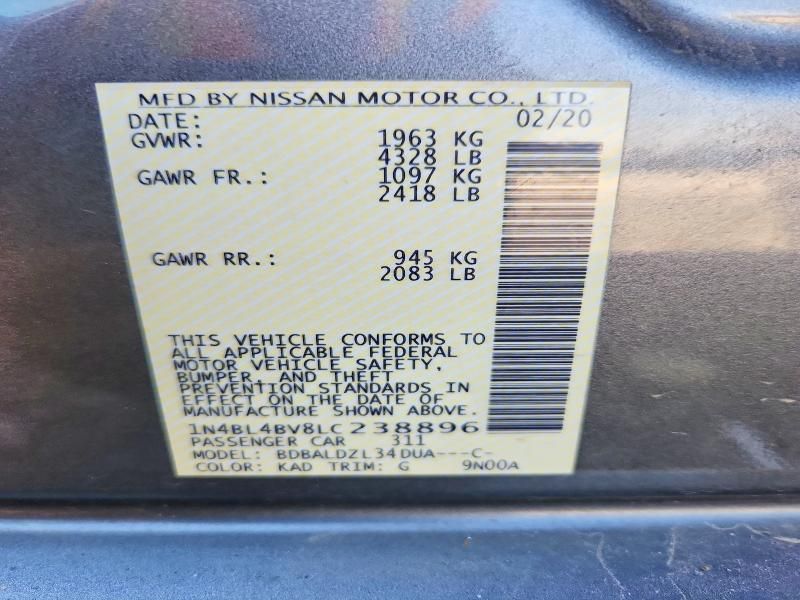 MFD BY NISSAN MOTOR CO., LTD.
DATE: 02/20
GVWR: 1963 KG
4328 LB
GAWR FR.: 1097 KG
2418 LB
GAWR RR.: 945 KG
2083 LB
THIS VEHICLE CONFORMS TO
ALL APPLICABLE FEDERAL
MOTOR VEHICLE SAFETY,
BUMPER, AND THEFT
PREVENTION STANDARDS IN
EFFECT ON THE DATE OF
MANUFACTURE SHOWN ABOVE.
1N4BL4BV8LC238896
PASSENGER CAR 311
MODEL: BDBALDZL34DUA---C-
COLOR: KAD TRIM: G 9N00A